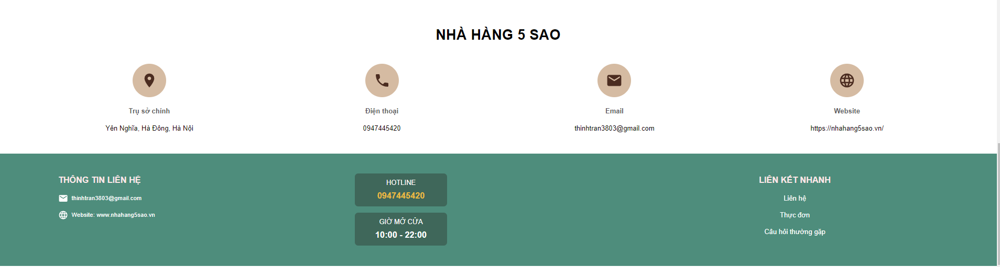 NHÀ HÀNG 5 SAO
Trụ sở chính
Yên Nghĩa, Hà Đông, Hà Nội
Điện thoại
0947445420
Email
thinhtran3803@gmail.com
Website
https://nhahang5sao.vn/
THÔNG TIN LIÊN HỆ
thinhtran3803@gmail.com
Website: www.nhahang5sao.vn
HOTLINE
0947445420
GIỜ MỞ CỬA
10:00 - 22:00
LIÊN KẾT NHANH
Liên hệ
Thực đơn
Câu hỏi thường gặp